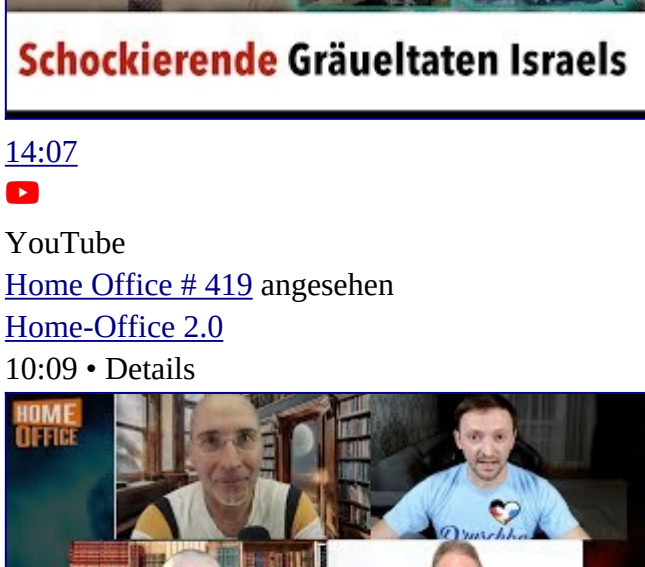 Schockierende Gräueltaten Israels
14:07
YouTube
Home Office # 419 angesehen
Home-Office 2.0
10:09 • Details
HOME
OFFICE
Druschba